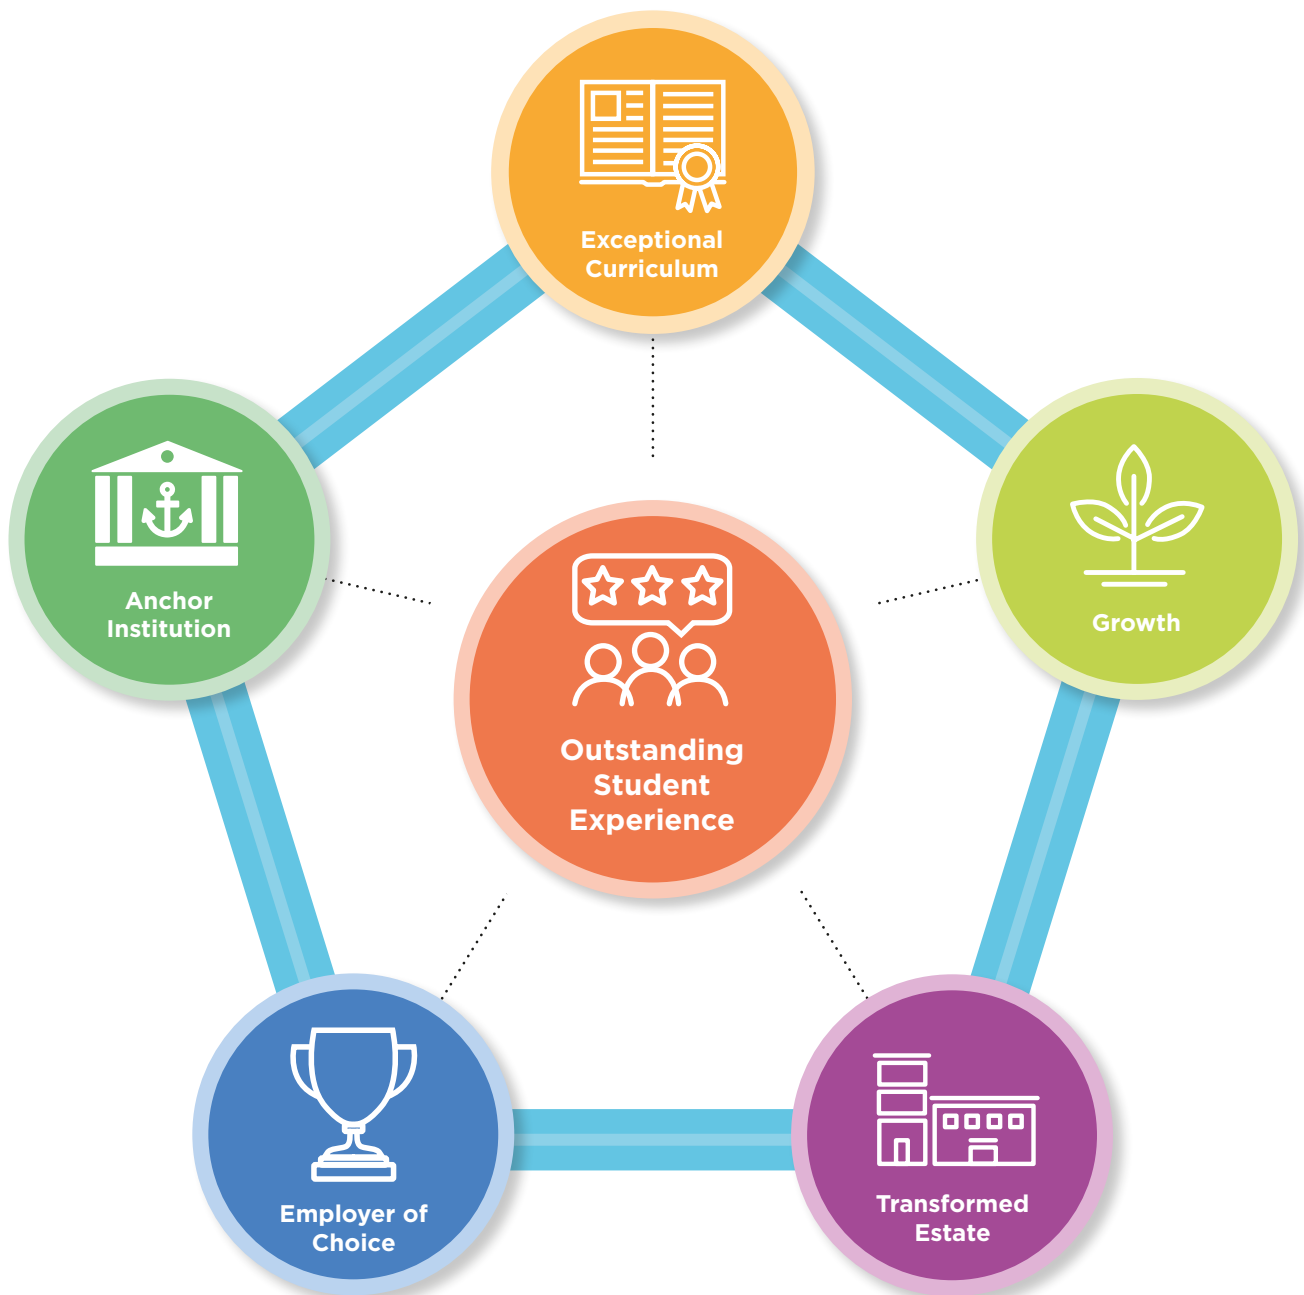 Exceptional
Curriculum
Anchor
Institution
Growth
Outstanding
Student
Experience
Employer of
Choice
Transformed
Estate